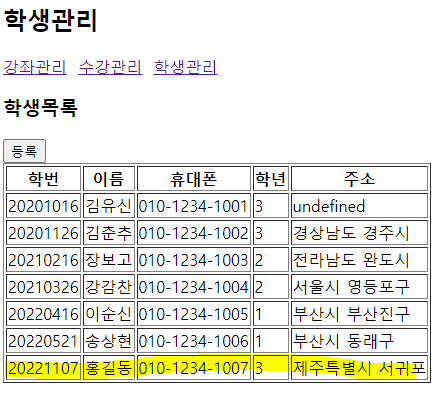 학생관리
강좌관리 수강관리 학생관리
학생목록
등록
학번 이름 휴대폰 학년 주소
20201016 김유신 010-1234-1001 3 undefined
20201126 김춘추 010-1234-1002 3 경상남도 경주시
20210216 장보고 010-1234-1003 2 전라남도 완도시
20210326 강감찬 010-1234-1004 2 서울시 영등포구
20220416 이순신 010-1234-1005 1 부산시 부산진구
20220521 송상현 010-1234-1006 1 부산시 동래구
20221107 홍길동 010-1234-1007 3 제주특별시 서귀포